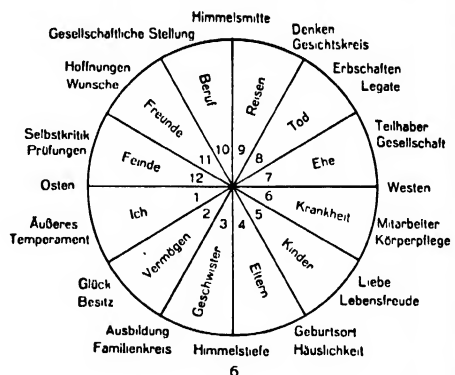 Himmelsmitte
Gesellschaftliche Stellung
Denken
Gesichtskreis
Hoffnungen
Wünsche
Erbschaften
Legate
Selbstkritik
Prüfungen
Teilhaber
Gesellschaft
Osten
Westen
Äußeres
Temperament
Mitarbeiter
Körperpflege
Glück
Besitz
Liebe
Lebensfreude
Ausbildung
Familienkreis
Himmelstiefe
Geburtsort
Häuslichkeit
Beruf
10
Reisen
9
Freunde
11
Tod
8
Feinde
12
Ehe
7
Ich
1
Krankheit
6
Vermögen
2
Kinder
5
Geschwister
3
Eltern
4
6